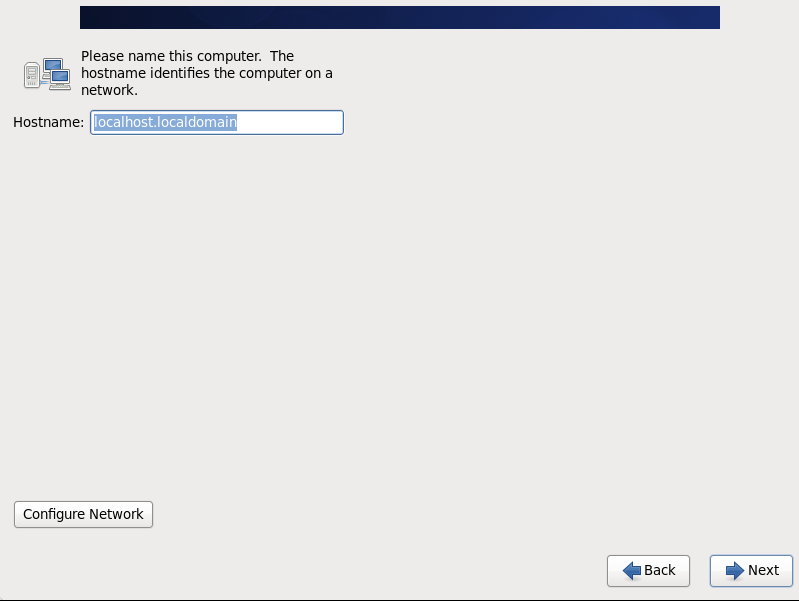 Please name this computer.  The
hostname identifies the computer on a
network.
Hostname: localhost.localdomain
Configure Network
Back
Next